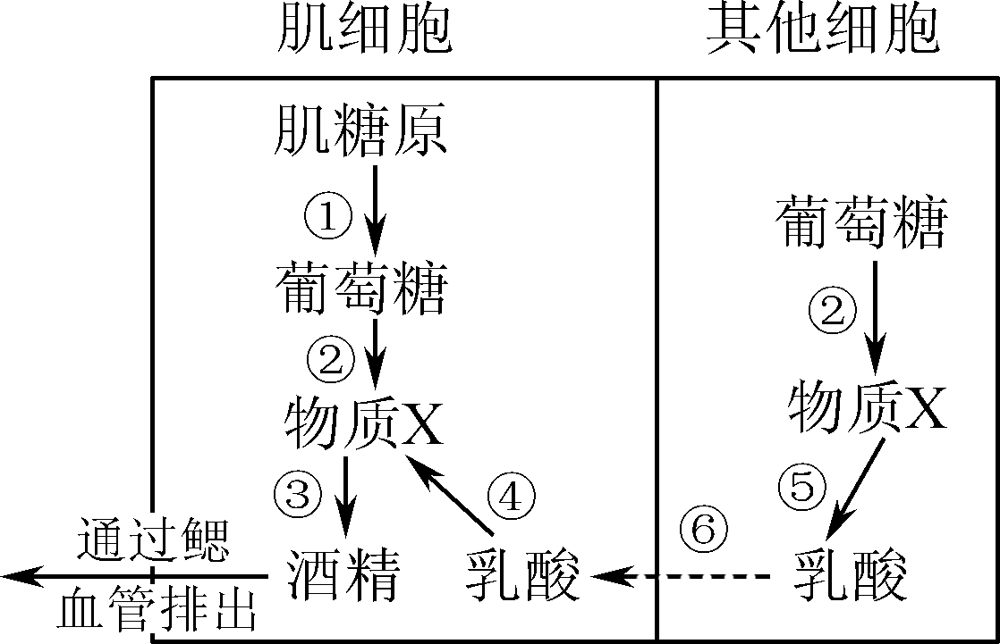 肌细胞
其他细胞
肌糖原
①
葡萄糖
②
物质X
③
④
酒精
乳酸
通过鳃
血管排出
葡萄糖
②
物质X
⑤
⑥
乳酸